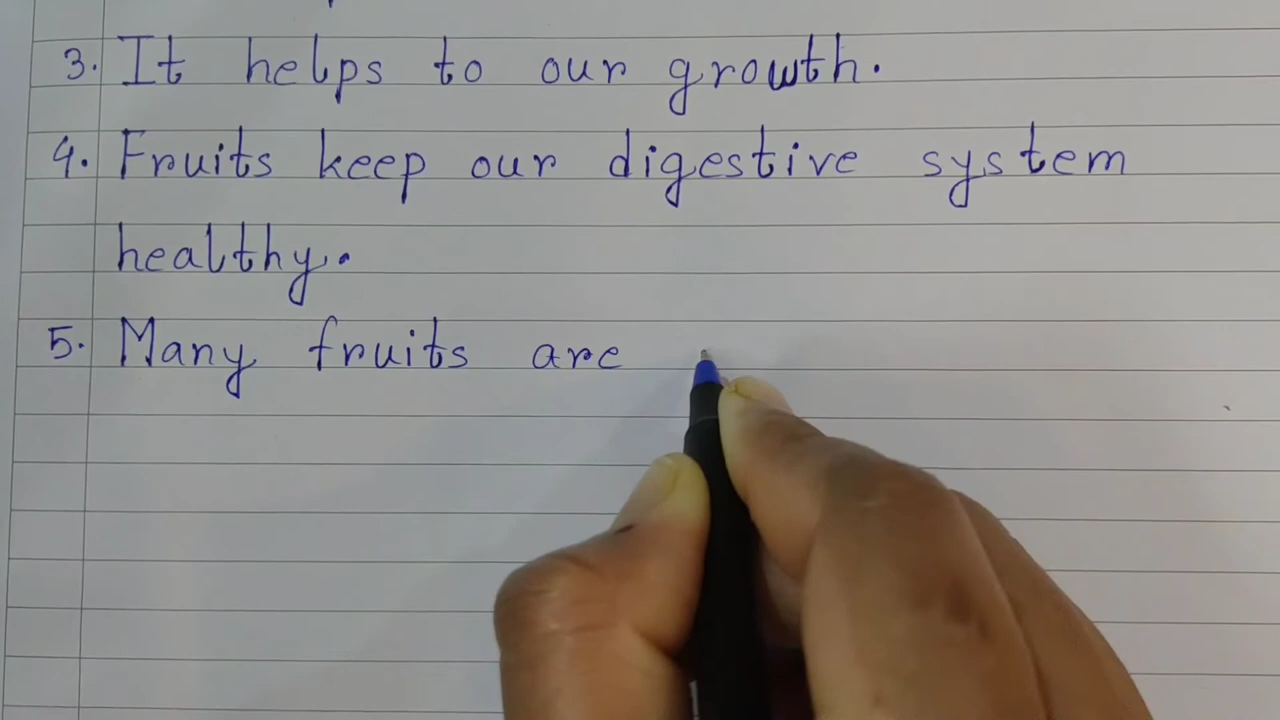 3. It helps to our growth.
4. Fruits keep our digestive system
healthy.
5. Many fruits are